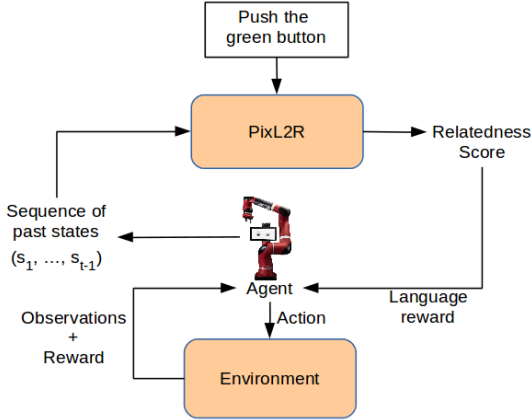 Push the
green button
PixL2R
Relatedness
Score
Sequence of
past states
(s1, ..., st-1)
Agent
Language
reward
Action
Observations
+
Reward
Environment